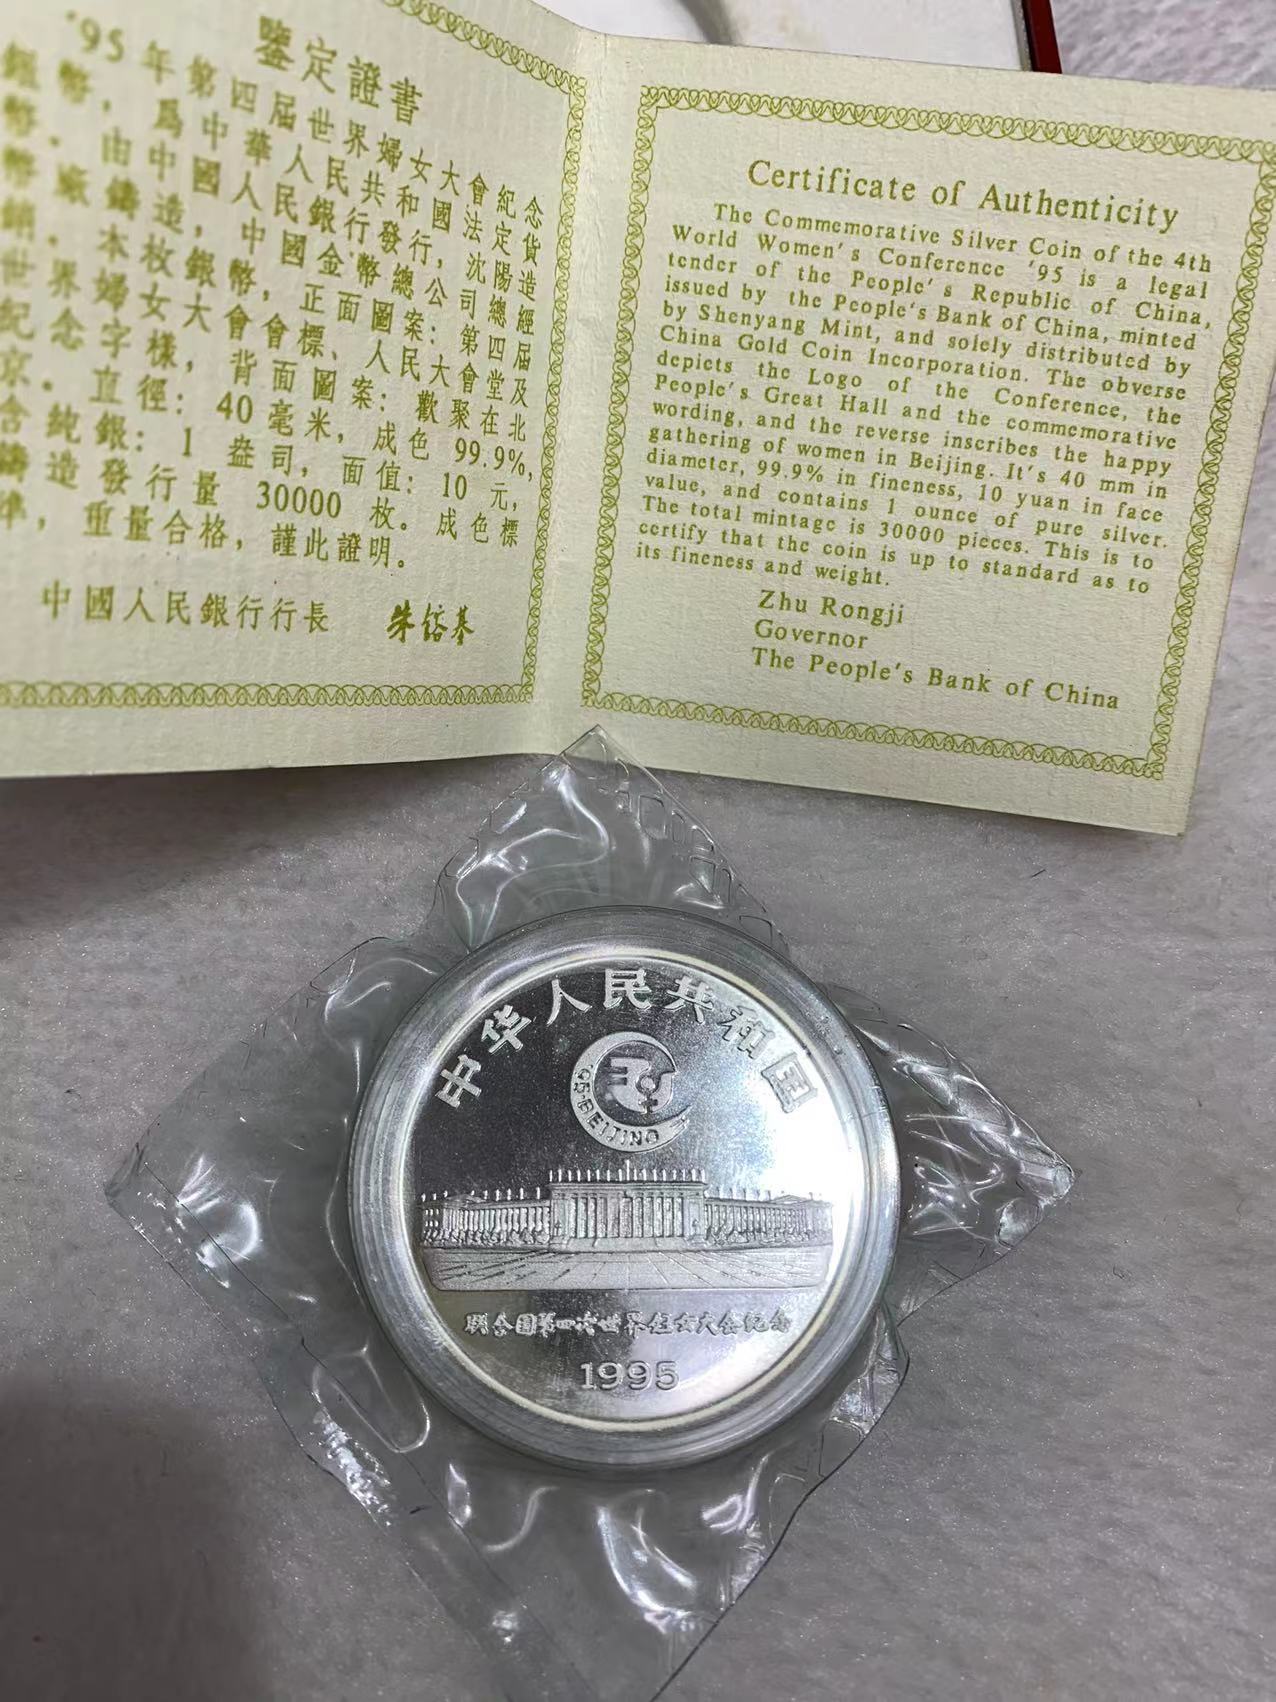 鑒定證書
'95年第四屆世界婦女大會紀念
幣，爲中華人民共和國法定貨
幣。由中國人民銀行發行，沈陽造
幣廠鑄造，中國金幣總公司總經
銷。本枚銀幣，正面圖案：第四屆
世界婦女大會會標、人民大會堂及
紀念字樣，背面圖案：歡聚在北
京。直徑：40毫米，成色99.9%，
含純銀：1盎司，面值：10元，
鑄造發行量30000枚。成色標
準，重量合格，謹此證明。
中國人民銀行行長 朱镕基
Certificate of Authenticity
The Commemorative Silver Coin of the 4th
World Women's Conference '95 is a legal
tender of the People's Republic of China,
issued by the People's Bank of China, minted
by Shenyang Mint, and solely distributed by
China Gold Coin Incorporation. The obverse
depicts the Logo of the Conference, the
People's Great Hall and the commemorative
wording, and the reverse inscribes the happy
gathering of women in Beijing. It's 40 mm in
diameter, 99.9% in fineness, 10 yuan in face
value, and contains 1 ounce of pure silver.
The total mintage is 30000 pieces. This is to
certify that the coin is up to standard as to
its fineness and weight.
Zhu Rongji
Governor
The People's Bank of China
中华人民共和国
'95·BEIJING
联合国第四次世界妇女大会纪念
1995